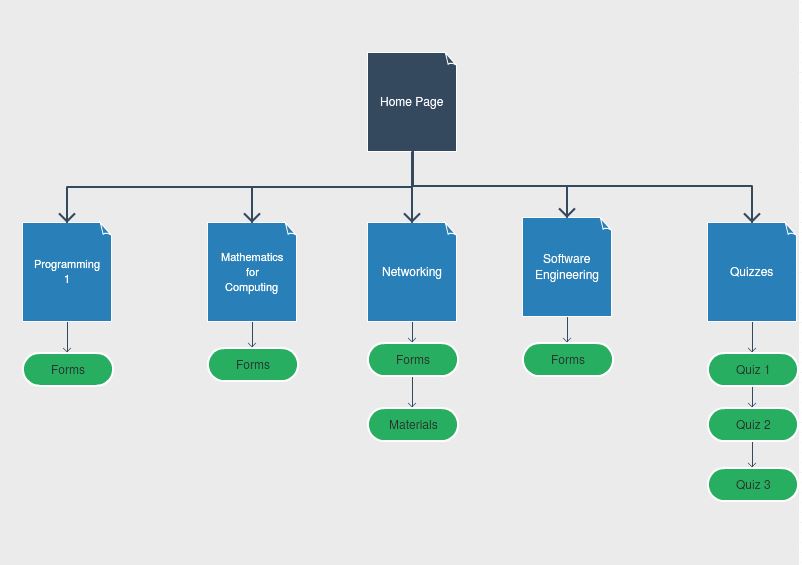 Home Page
Programming
1
Mathematics
for
Computing
Networking
Software
Engineering
Quizzes
Forms
Forms
Forms
Forms
Quiz 1
Materials
Quiz 2
Quiz 3